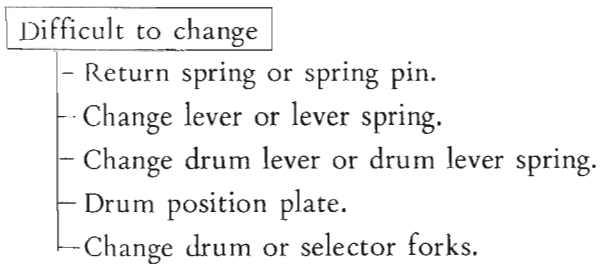 Difficult to change
- Return spring or spring pin.
- Change lever or lever spring.
- Change drum lever or drum lever spring.
- Drum position plate.
- Change drum or selector forks.